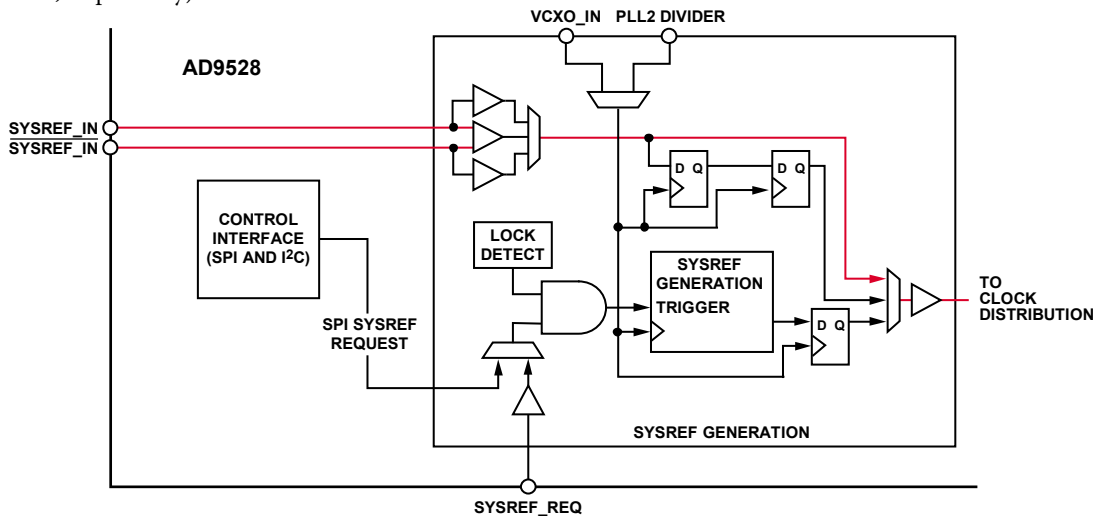 VCXO_IN PLL2 DIVIDER
AD9528
SYSREF_IN
SYSREF_IN
D Q
D Q
CONTROL
INTERFACE
(SPI AND I²C)
LOCK
DETECT
SYSREF
GENERATION
TRIGGER
TO
CLOCK
DISTRIBUTION
SPI SYSREF
REQUEST
D Q
SYSREF GENERATION
SYSREF_REQ